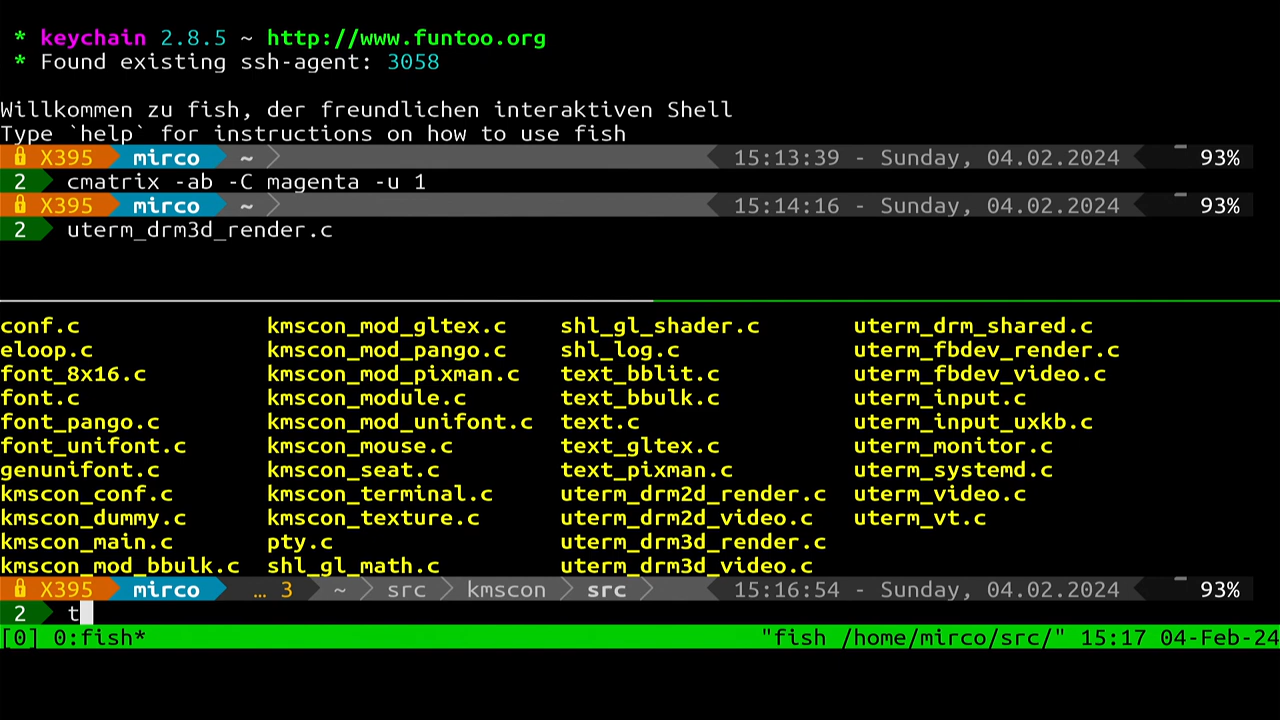 * keychain 2.8.5 ~ http://www.funtoo.org
* Found existing ssh-agent: 3058
Willkommen zu fish, der freundlichen interaktiven Shell
Type `help` for instructions on how to use fish
X395 mirco ~ 15:13:39 - Sunday, 04.02.2024 93%
2 cmatrix -ab -C magenta -u 1
X395 mirco ~ 15:14:16 - Sunday, 04.02.2024 93%
2 uterm_drm3d_render.c
conf.c kmscon_mod_gltex.c shl_gl_shader.c uterm_drm_shared.c
eloop.c kmscon_mod_pango.c shl_log.c uterm_fbdev_render.c
font_8x16.c kmscon_mod_pixman.c text_bblit.c uterm_fbdev_video.c
font.c kmscon_module.c text_bbulk.c uterm_input.c
font_pango.c kmscon_mod_unifont.c text.c uterm_input_uxkb.c
font_unifont.c kmscon_mouse.c text_gltex.c uterm_monitor.c
genunifont.c kmscon_seat.c text_pixman.c uterm_systemd.c
kmscon_conf.c kmscon_terminal.c uterm_drm2d_render.c uterm_video.c
kmscon_dummy.c kmscon_texture.c uterm_drm2d_video.c uterm_vt.c
kmscon_main.c pty.c uterm_drm3d_render.c
kmscon_mod_bbulk.c shl_gl_math.c uterm_drm3d_video.c
X395 mirco … 3 ~ src kmscon src 15:16:54 - Sunday, 04.02.2024 93%
2 t
[0] 0:fish* "fish /home/mirco/src/" 15:17 04-Feb-24